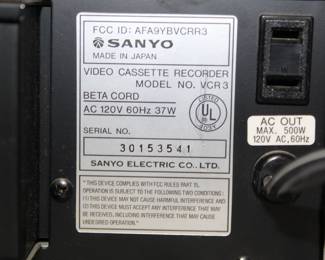 FCC ID: AFA9YBVCRR3
SANYO
MADE IN JAPAN
VIDEO CASSETTE RECORDER
MODEL NO. VCR3
BETA CORD
AC 120V 60Hz 37W
LISTED
UL
SERIAL NO.
30153541
SANYO ELECTRIC CO. LTD.
"THIS DEVICE COMPLIES WITH FCC RULES PART 15.
OPERATION IS SUBJECT TO THE FOLLOWING TWO CONDITIONS:
(1) THIS DEVICE MAY NOT CAUSE HARMFUL INTERFERENCE AND
(2) THIS DEVICE MUST ACCEPT ANY INTERFERENCE THAT MAY
BE RECEIVED, INCLUDING INTERFERENCE THAT MAY CAUSE
UNDESIRED OPERATION."
AC OUT
MAX. 500W
120V AC, 60Hz